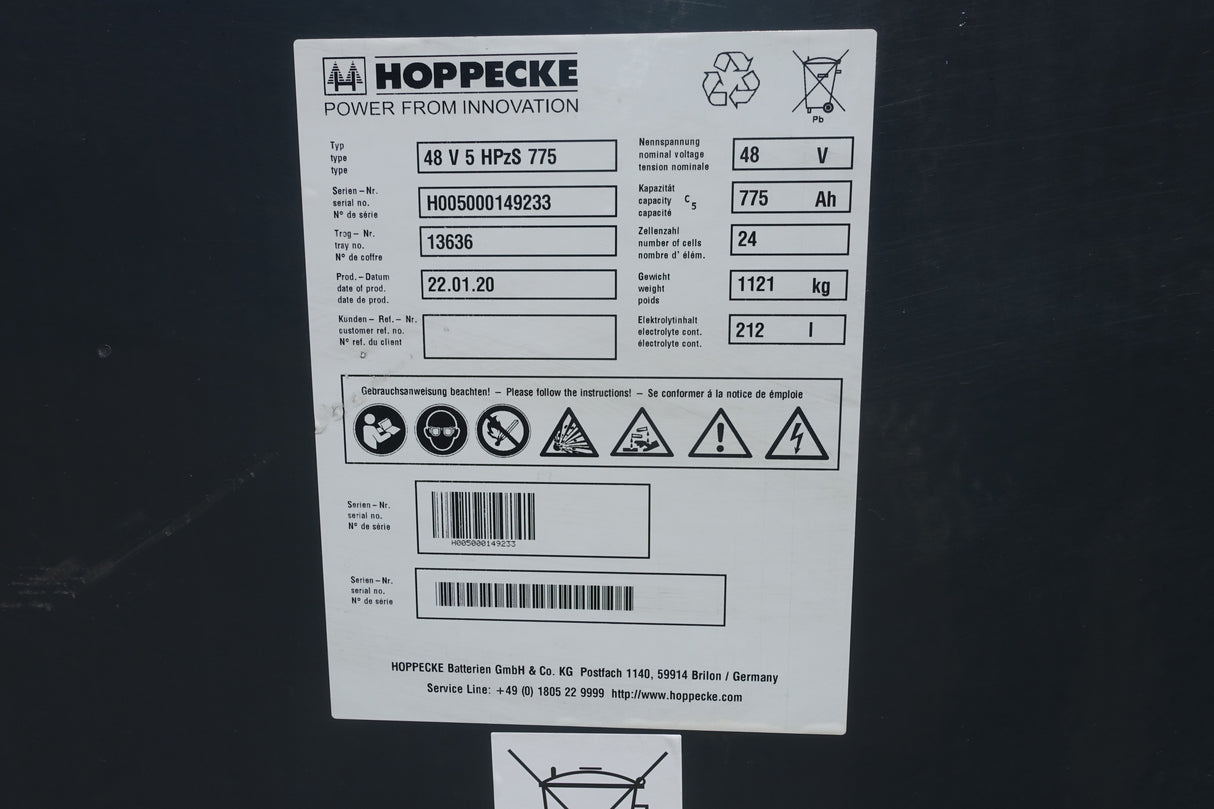 HOPPECKE
POWER FROM INNOVATION
Pb
Typ
type
type
48 V 5 HPzS 775
Nennspannung
nominal voltage
tension nominale
48 V
Serien – Nr.
serial no.
N° de série
H005000149233
Kapazität
capacity C5
capacité
775 Ah
Trog – Nr.
tray no.
N° de coffre
13636
Zellenzahl
number of cells
nombre d' élém.
24
Prod. – Datum
date of prod.
date de prod.
22.01.20
Gewicht
weight
poids
1121 kg
Kunden – Ref. – Nr.
customer ref. no.
N° ref. du client
Elektrolytinhalt
electrolyte cont.
électrolyte cont.
212 l
Gebrauchsanweisung beachten! – Please follow the instructions! – Se conformer á la notice de émploie
Serien – Nr.
serial no.
N° de série
H005000149233
Serien – Nr.
serial no.
N° de série
HOPPECKE Batterien GmbH & Co. KG Postfach 1140, 59914 Brilon / Germany
Service Line: +49 (0) 1805 22 9999 http://www.hoppecke.com